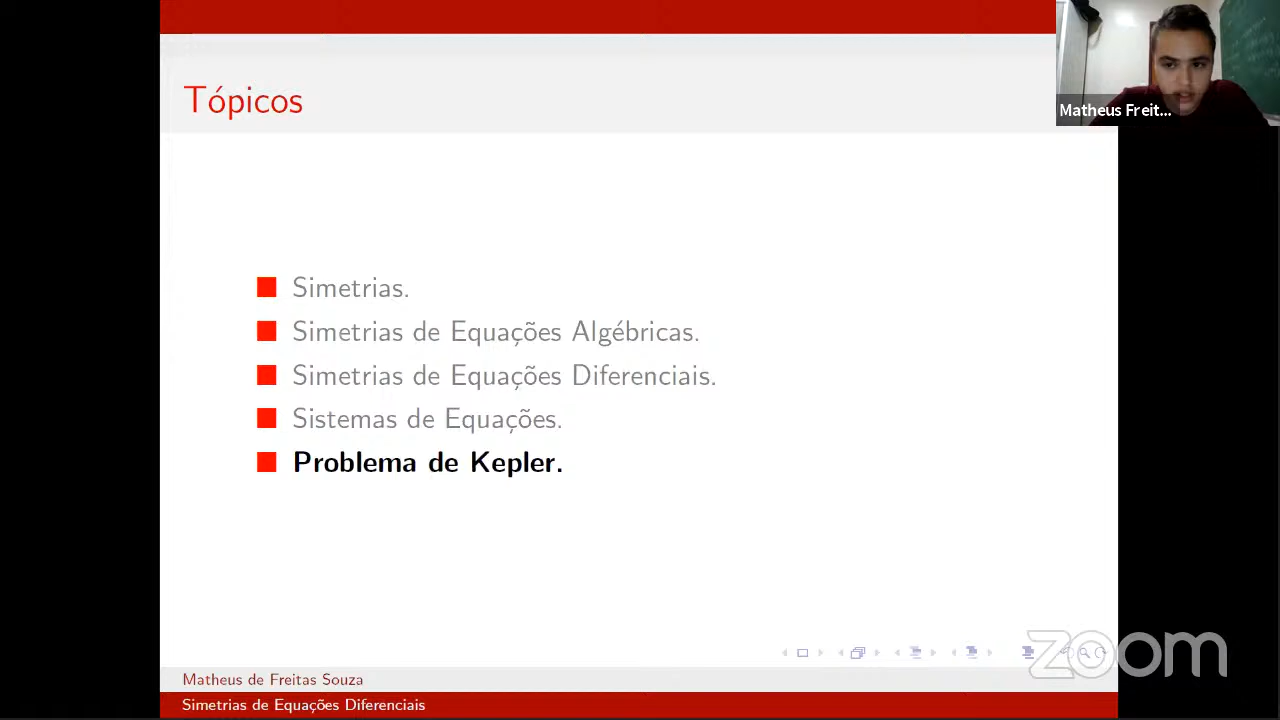 Tópicos
Matheus Freit...
Simetrias.
Simetrias de Equações Algébricas.
Simetrias de Equações Diferenciais.
Sistemas de Equações.
Problema de Kepler.
zoom
Matheus de Freitas Souza
Simetrias de Equações Diferenciais